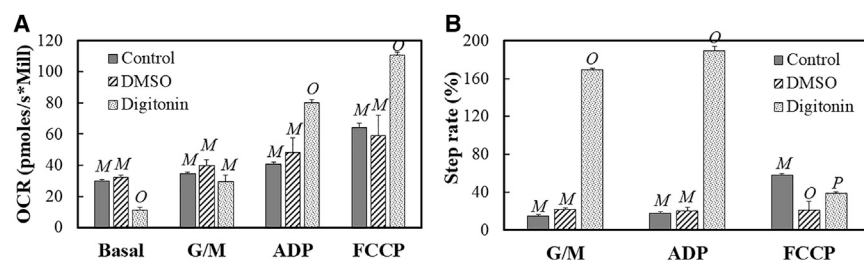 A
OCR (pmoles/s*Mill)
120
100
80
60
40
20
0
Control
DMSO
Digitonin
M M O
M M M
M M O
M M O
Basal G/M ADP FCCP
B
Step rate (%)
200
160
120
80
40
0
Control
DMSO
Digitonin
M M O
M M O
M O P
G/M ADP FCCP